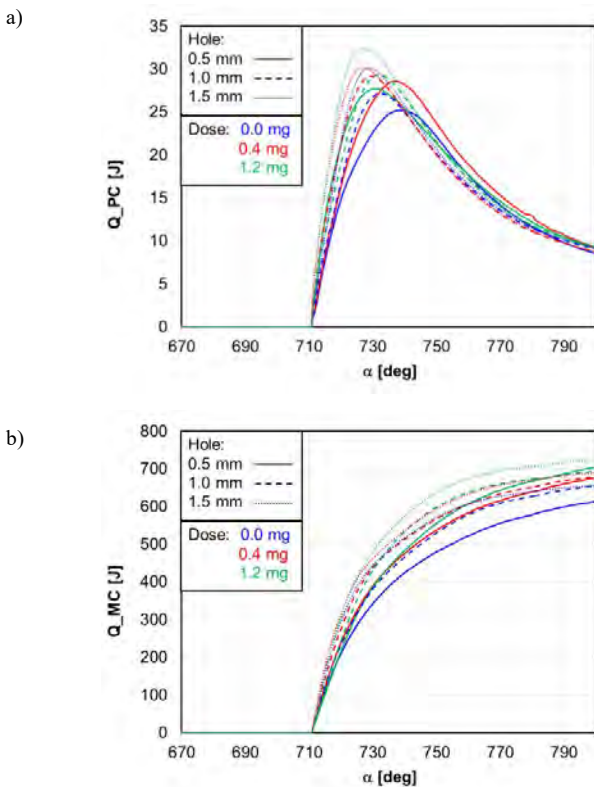 a)
35
30
25
20
15
10
5
0
Q_PC [J]
Hole:
0.5 mm
1.0 mm
1.5 mm
Dose: 0.0 mg
0.4 mg
1.2 mg
670 690 710 730 750 770 790
α [deg]
b)
800
700
600
500
400
300
200
100
0
Q_MC [J]
Hole:
0.5 mm
1.0 mm
1.5 mm
Dose: 0.0 mg
0.4 mg
1.2 mg
670 690 710 730 750 770 790
α [deg]